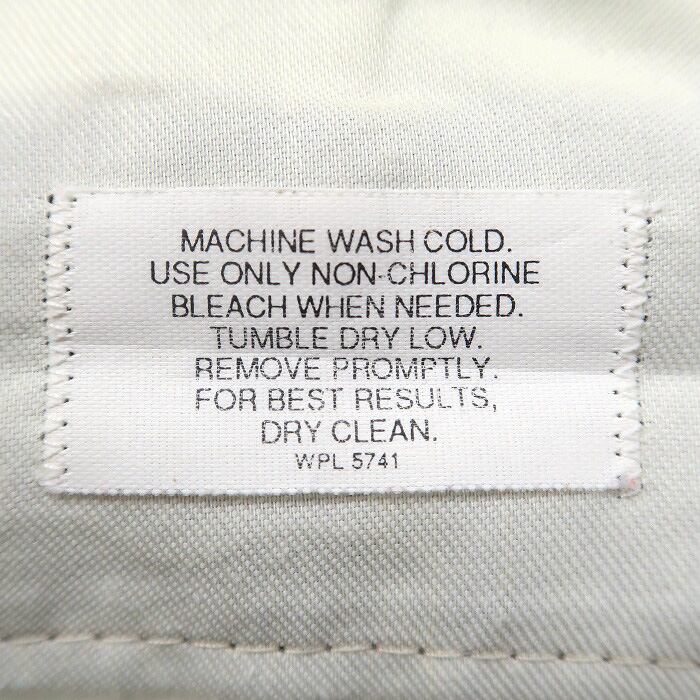 MACHINE WASH COLD.
USE ONLY NON-CHLORINE
BLEACH WHEN NEEDED.
TUMBLE DRY LOW.
REMOVE PROMPTLY.
FOR BEST RESULTS,
DRY CLEAN.
WPL 5741